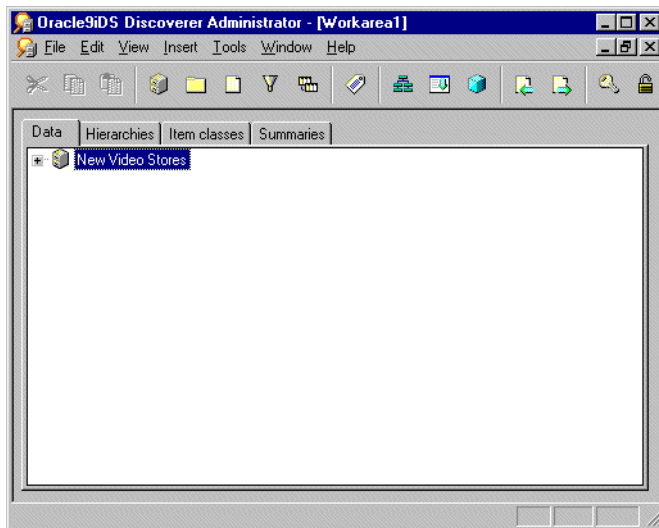 Oracle9iDS Discoverer Administrator - [Workarea1]
File Edit View Insert Tools Window Help
Data Hierarchies Item classes Summaries
New Video Stores